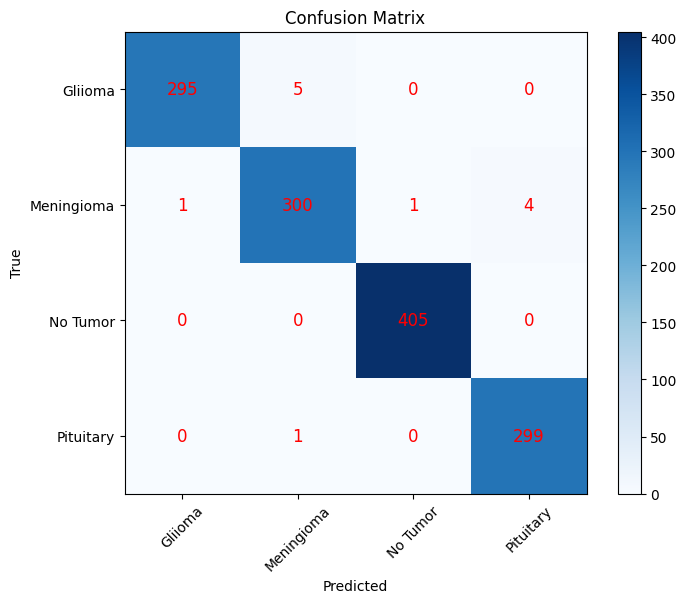 Confusion Matrix
Gliioma 295 5 0 0
Meningioma 1 300 1 4
No Tumor 0 0 405 0
Pituitary 0 1 0 299
Gliioma Meningioma No Tumor Pituitary
Predicted
True
400
350
300
250
200
150
100
50
0